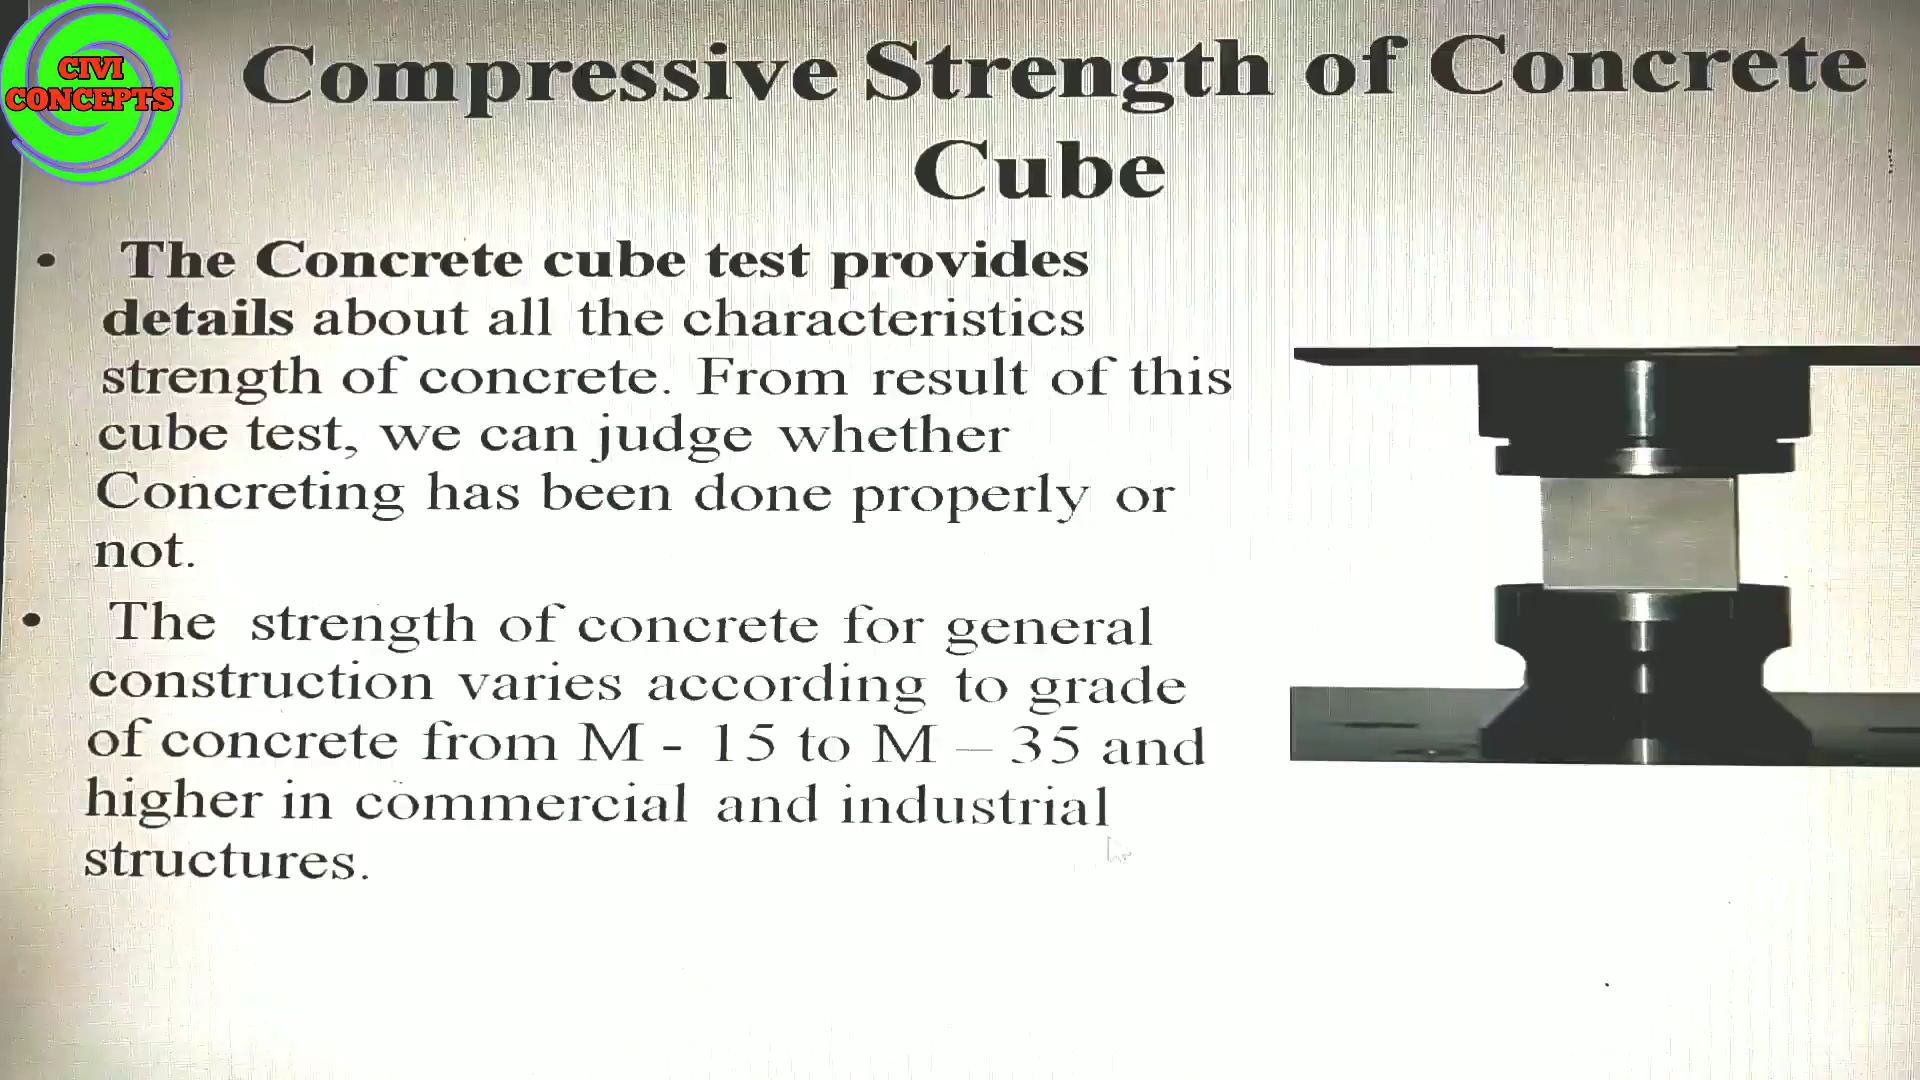 CIVI
CONCEPTS
Compressive Strength of Concrete
Cube
• The Concrete cube test provides
details about all the characteristics
strength of concrete. From result of this
cube test, we can judge whether
Concreting has been done properly or
not.
• The strength of concrete for general
construction varies according to grade
of concrete from M - 15 to M – 35 and
higher in commercial and industrial
structures.